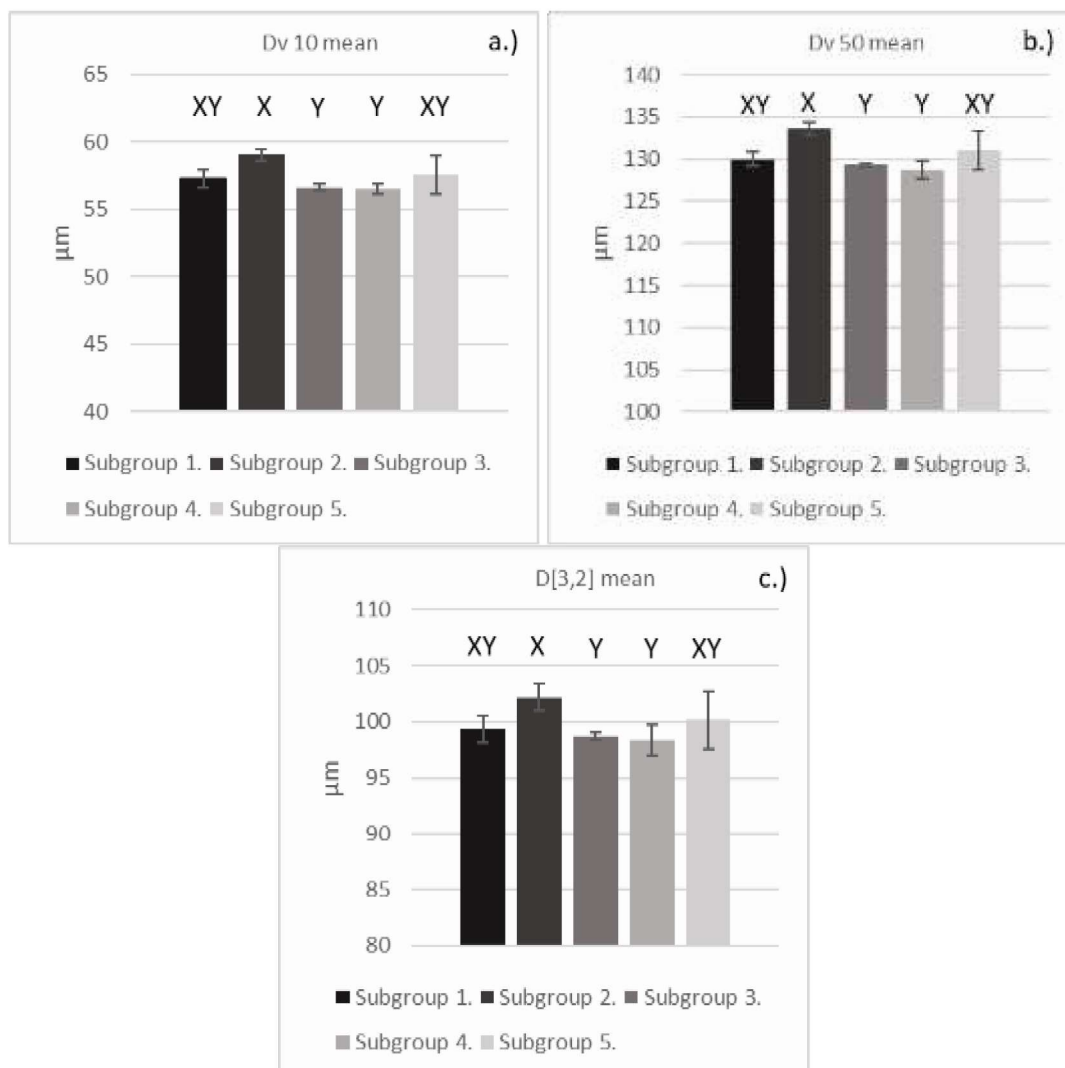 Dv 10 mean
a.)
65
60
55
50
45
40
µm
XY X Y Y XY
Subgroup 1. Subgroup 2. Subgroup 3.
Subgroup 4. Subgroup 5.
Dv 50 mean
b.)
140
135
130
125
120
115
110
105
100
µm
XY X Y Y XY
Subgroup 1. Subgroup 2. Subgroup 3.
Subgroup 4. Subgroup 5.
D[3,2] mean
c.)
110
105
100
95
90
85
80
µm
XY X Y Y XY
Subgroup 1. Subgroup 2. Subgroup 3.
Subgroup 4. Subgroup 5.